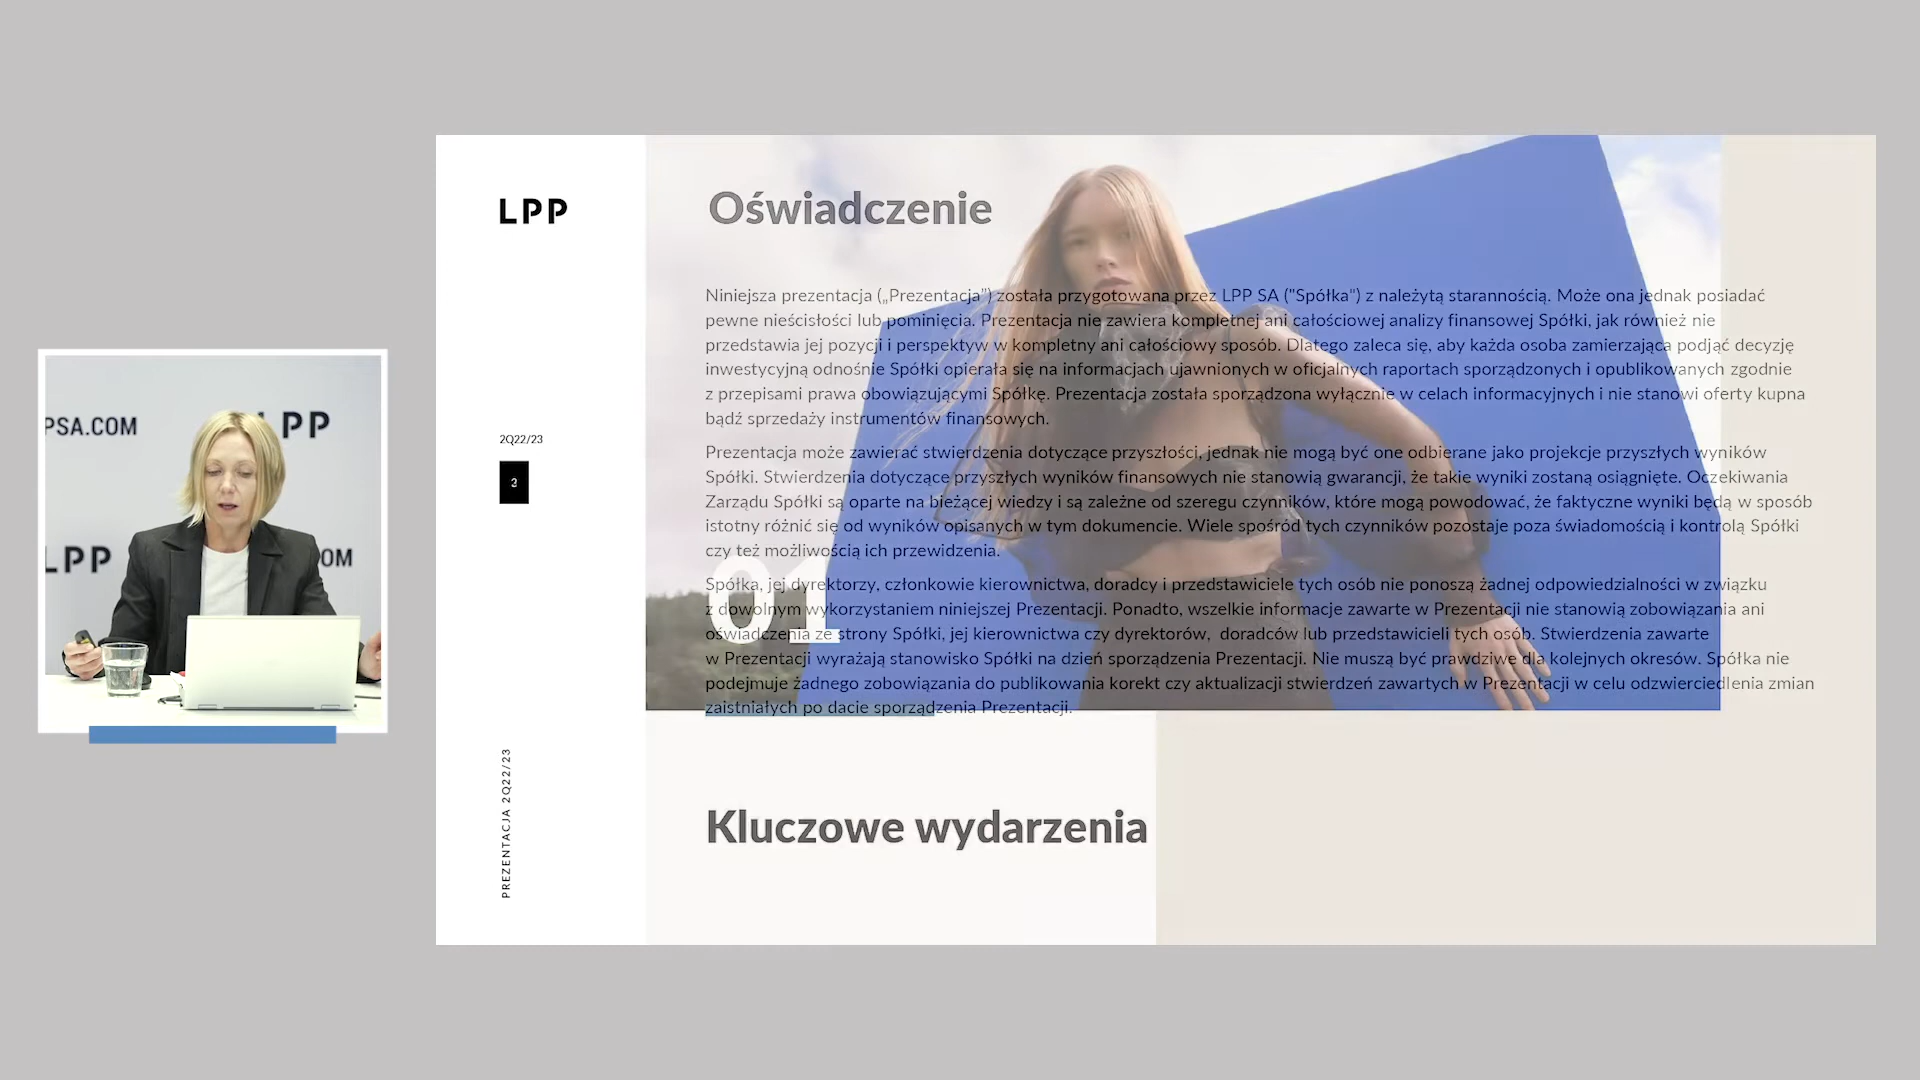 PSA.COM
LPP
LPP
OM
LPP
2Q22/23
PREZENTACJA 2Q22/23
Oświadczenie
Niniejsza prezentacja („Prezentacja”) została przygotowana przez LPP SA ("Spółka") z należytą starannością. Może ona jednak posiadać
pewne nieścisłości lub pominięcia. Prezentacja nie zawiera kompletnej ani całościowej analizy finansowej Spółki, jak również nie
przedstawia jej pozycji i perspektyw w kompletny ani całościowy sposób. Dlatego zaleca się, aby każda osoba zamierzająca podjąć decyzję
inwestycyjną odnośnie Spółki opierała się na informacjach ujawnionych w oficjalnych raportach sporządzonych i opublikowanych zgodnie
z przepisami prawa obowiązującymi Spółkę. Prezentacja została sporządzona wyłącznie w celach informacyjnych i nie stanowi oferty kupna
bądź sprzedaży instrumentów finansowych.
Prezentacja może zawierać stwierdzenia dotyczące przyszłości, jednak nie mogą być one odbierane jako projekcje przyszłych wyników
Spółki. Stwierdzenia dotyczące przyszłych wyników finansowych nie stanowią gwarancji, że takie wyniki zostaną osiągnięte. Oczekiwania
Zarządu Spółki są oparte na bieżącej wiedzy i są zależne od szeregu czynników, które mogą powodować, że faktyczne wyniki będą w sposób
istotny różnić się od wyników opisanych w tym dokumencie. Wiele spośród tych czynników pozostaje poza świadomością i kontrolą Spółki
czy też możliwością ich przewidzenia.
Spółka, jej dyrektorzy, członkowie kierownictwa, doradcy i przedstawiciele tych osób nie ponoszą żadnej odpowiedzialności w związku
z dowolnym wykorzystaniem niniejszej Prezentacji. Ponadto, wszelkie informacje zawarte w Prezentacji nie stanowią zobowiązania ani
oświadczenia ze strony Spółki, jej kierownictwa czy dyrektorów, doradców lub przedstawicieli tych osób. Stwierdzenia zawarte
w Prezentacji wyrażają stanowisko Spółki na dzień sporządzenia Prezentacji. Nie muszą być prawdziwe dla kolejnych okresów. Spółka nie
podejmuje żadnego zobowiązania do publikowania korekt czy aktualizacji stwierdzeń zawartych w Prezentacji w celu odzwierciedlenia zmian
zaistniałych po dacie sporządzenia Prezentacji.
01
Kluczowe wydarzenia